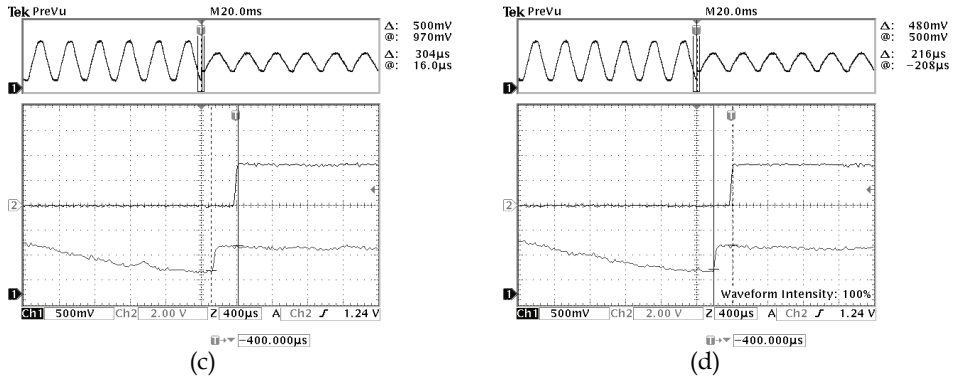 Tek PreVu M20.0ms
Δ: 500mV
@: 970mV
Δ: 304µs
@: 16.0µs
T
1
T
2
1
Ch1 500mV Ch2 2.00 V Z 400µs A Ch2 1.24 V
T -400.000µs
(c)
Tek PreVu M20.0ms
Δ: 480mV
@: 500mV
Δ: 216µs
@: -208µs
T
1
T
2
1
Waveform Intensity: 100%
Ch1 500mV Ch2 2.00 V Z 400µs A Ch2 1.24 V
T -400.000µs
(d)